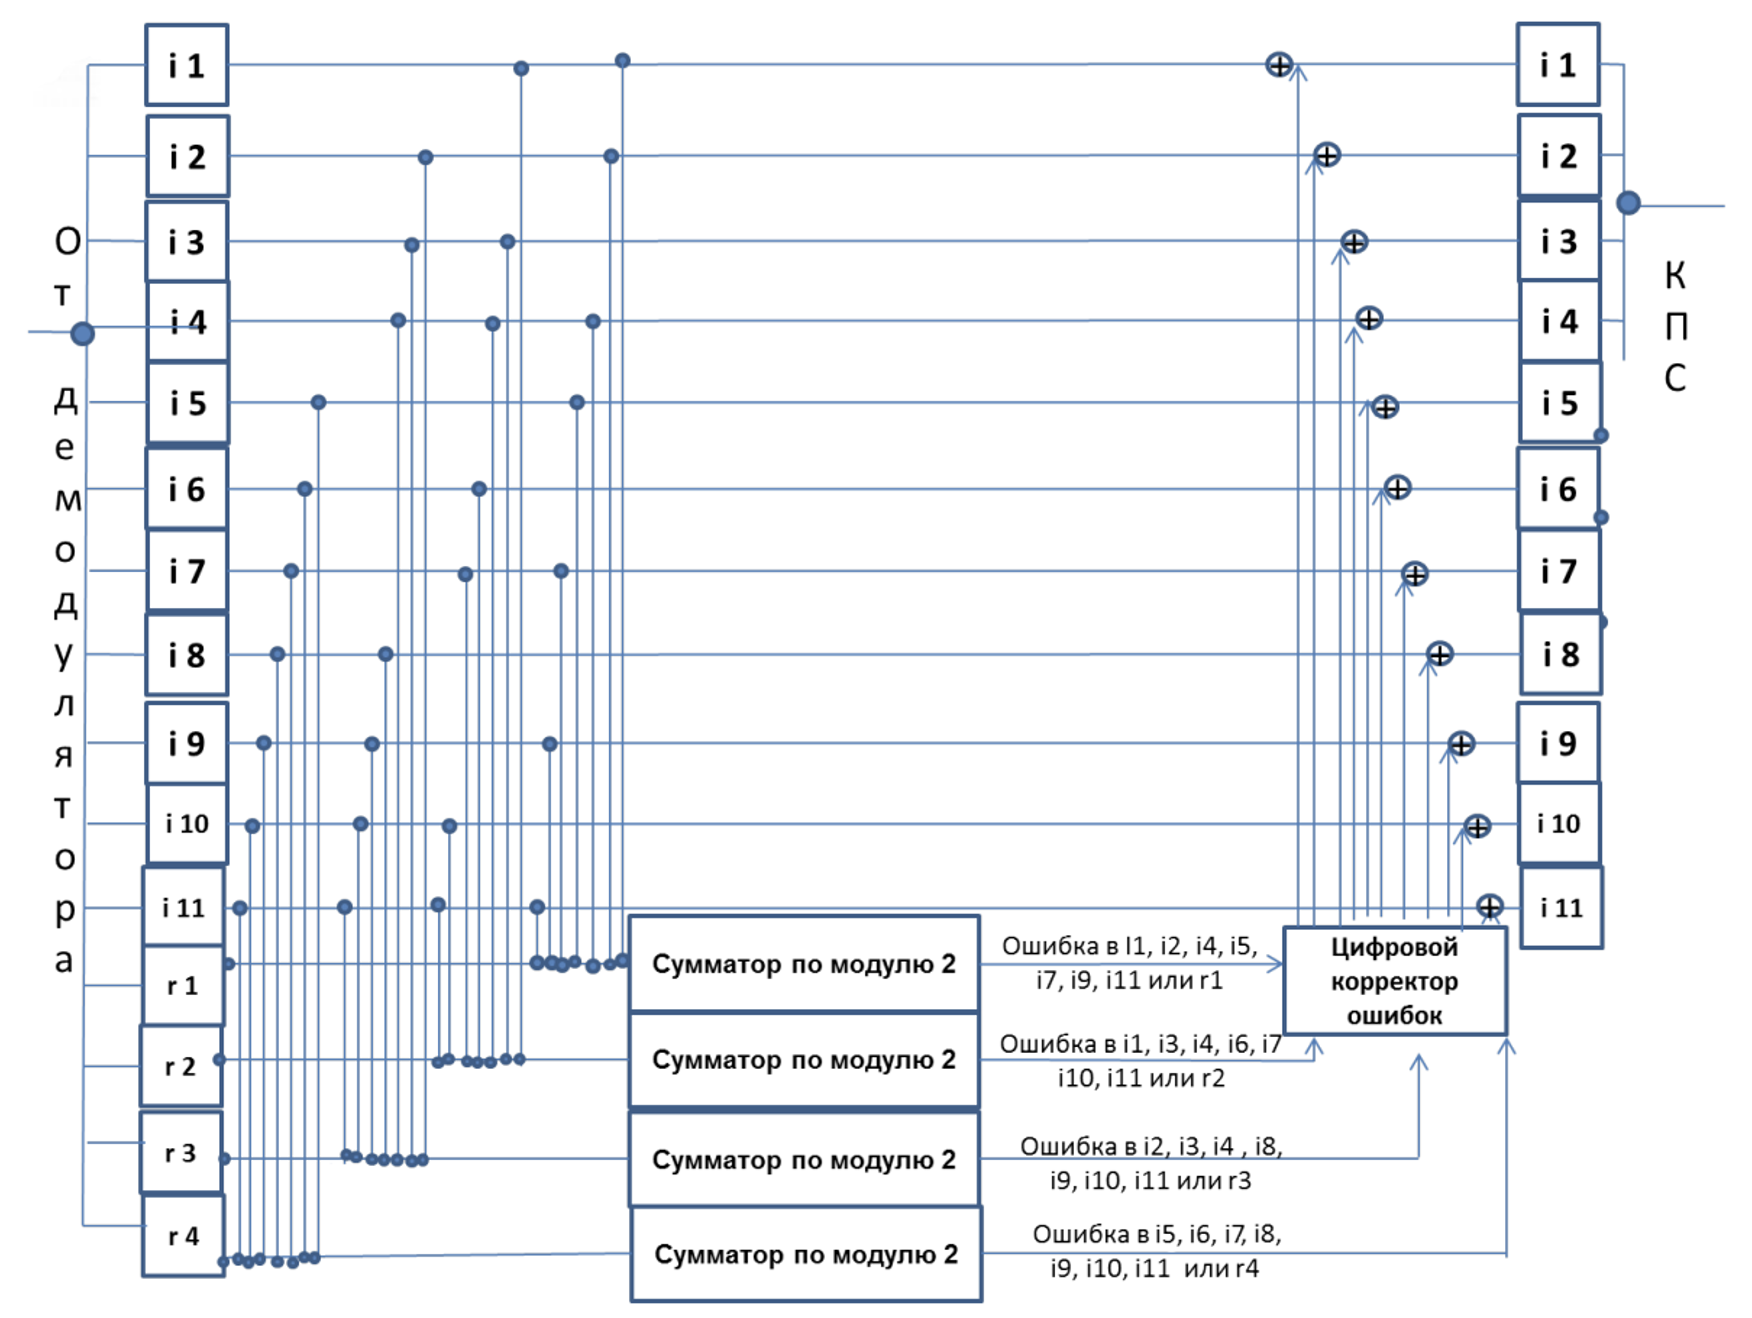 От демодулятора
i 1
i 2
i 3
i 4
i 5
i 6
i 7
i 8
i 9
i 10
i 11
r 1
r 2
r 3
r 4
Сумматор по модулю 2
Сумматор по модулю 2
Сумматор по модулю 2
Сумматор по модулю 2
Ошибка в I1, i2, i4, i5,
i7, i9, i11 или r1
Ошибка в i1, i3, i4, i6, i7
i10, i11 или r2
Ошибка в i2, i3, i4 , i8,
i9, i10, i11 или r3
Ошибка в i5, i6, i7, i8,
i9, i10, i11 или r4
Цифровой
корректор
ошибок
i 1
i 2
i 3
i 4
i 5
i 6
i 7
i 8
i 9
i 10
i 11
КПС